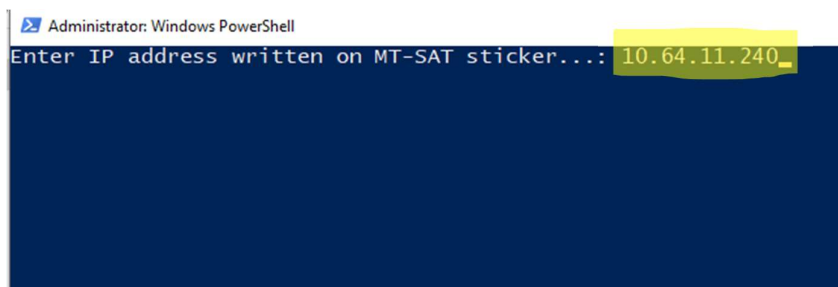 Administrator: Windows PowerShell
Enter IP address written on MT-SAT sticker...: 10.64.11.240_